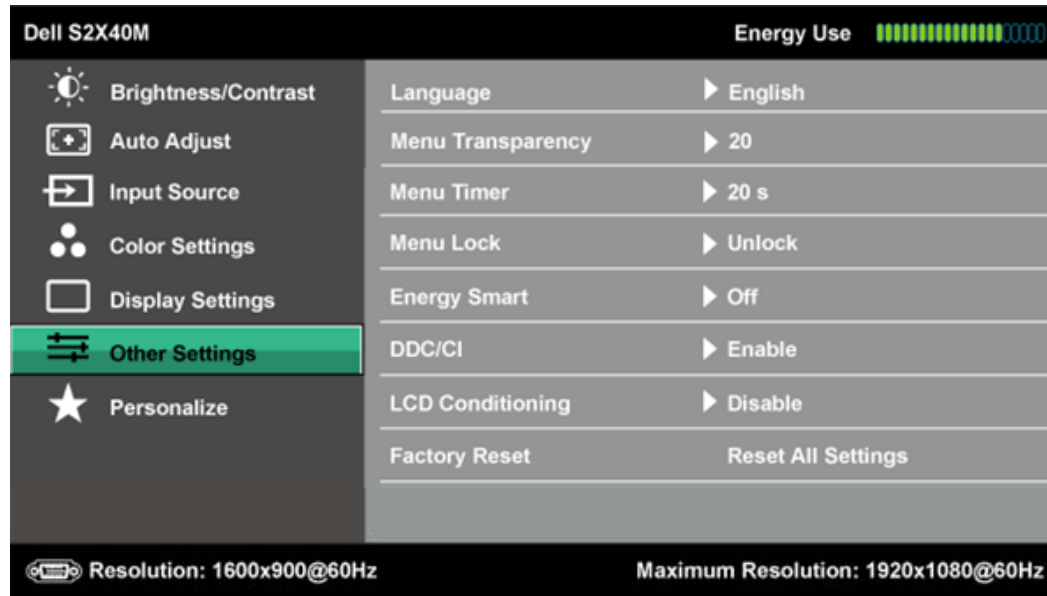 Dell S2X40M Energy Use
Brightness/Contrast
Auto Adjust
Input Source
Color Settings
Display Settings
Other Settings
Personalize
Language English
Menu Transparency 20
Menu Timer 20 s
Menu Lock Unlock
Energy Smart Off
DDC/CI Enable
LCD Conditioning Disable
Factory Reset Reset All Settings
Resolution: 1600x900@60Hz Maximum Resolution: 1920x1080@60Hz